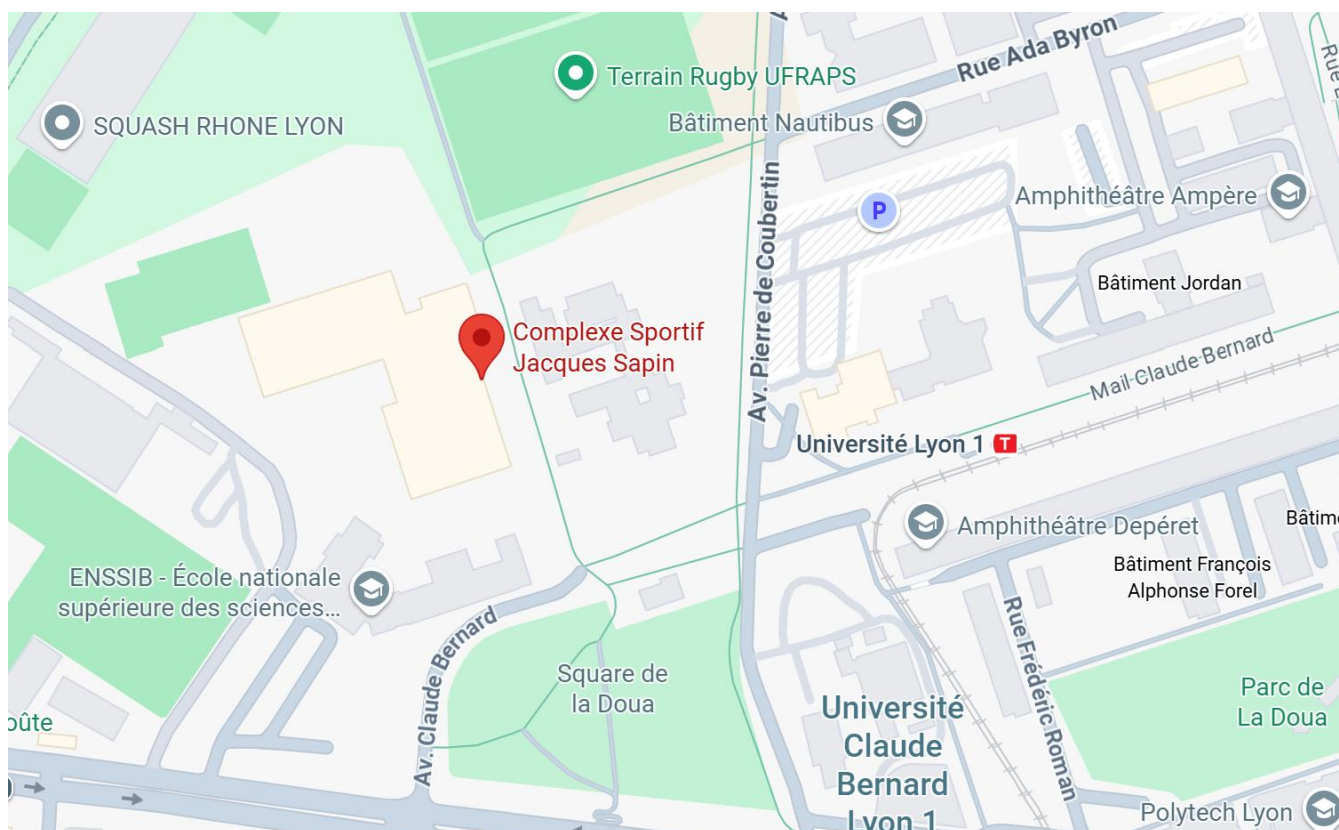 Rue Ada Byron
Terrain Rugby UFRAPS
SQUASH RHONE LYON
Bâtiment Nautibus
P
Amphithéâtre Ampère
Av. Pierre de Coubertin
Bâtiment Jordan
Complexe Sportif
Jacques Sapin
Mail Claude Bernard
Université Lyon 1 T
Amphithéâtre Depéret
Bâtim
Bâtiment François
Alphonse Forel
ENSSIB - École nationale
supérieure des sciences...
Rue Frédéric Roman
Av. Claude Bernard
Square de
la Doua
Parc de
La Doua
oûte
Université
Claude
Bernard
Lyon 1
Polytech Lyon